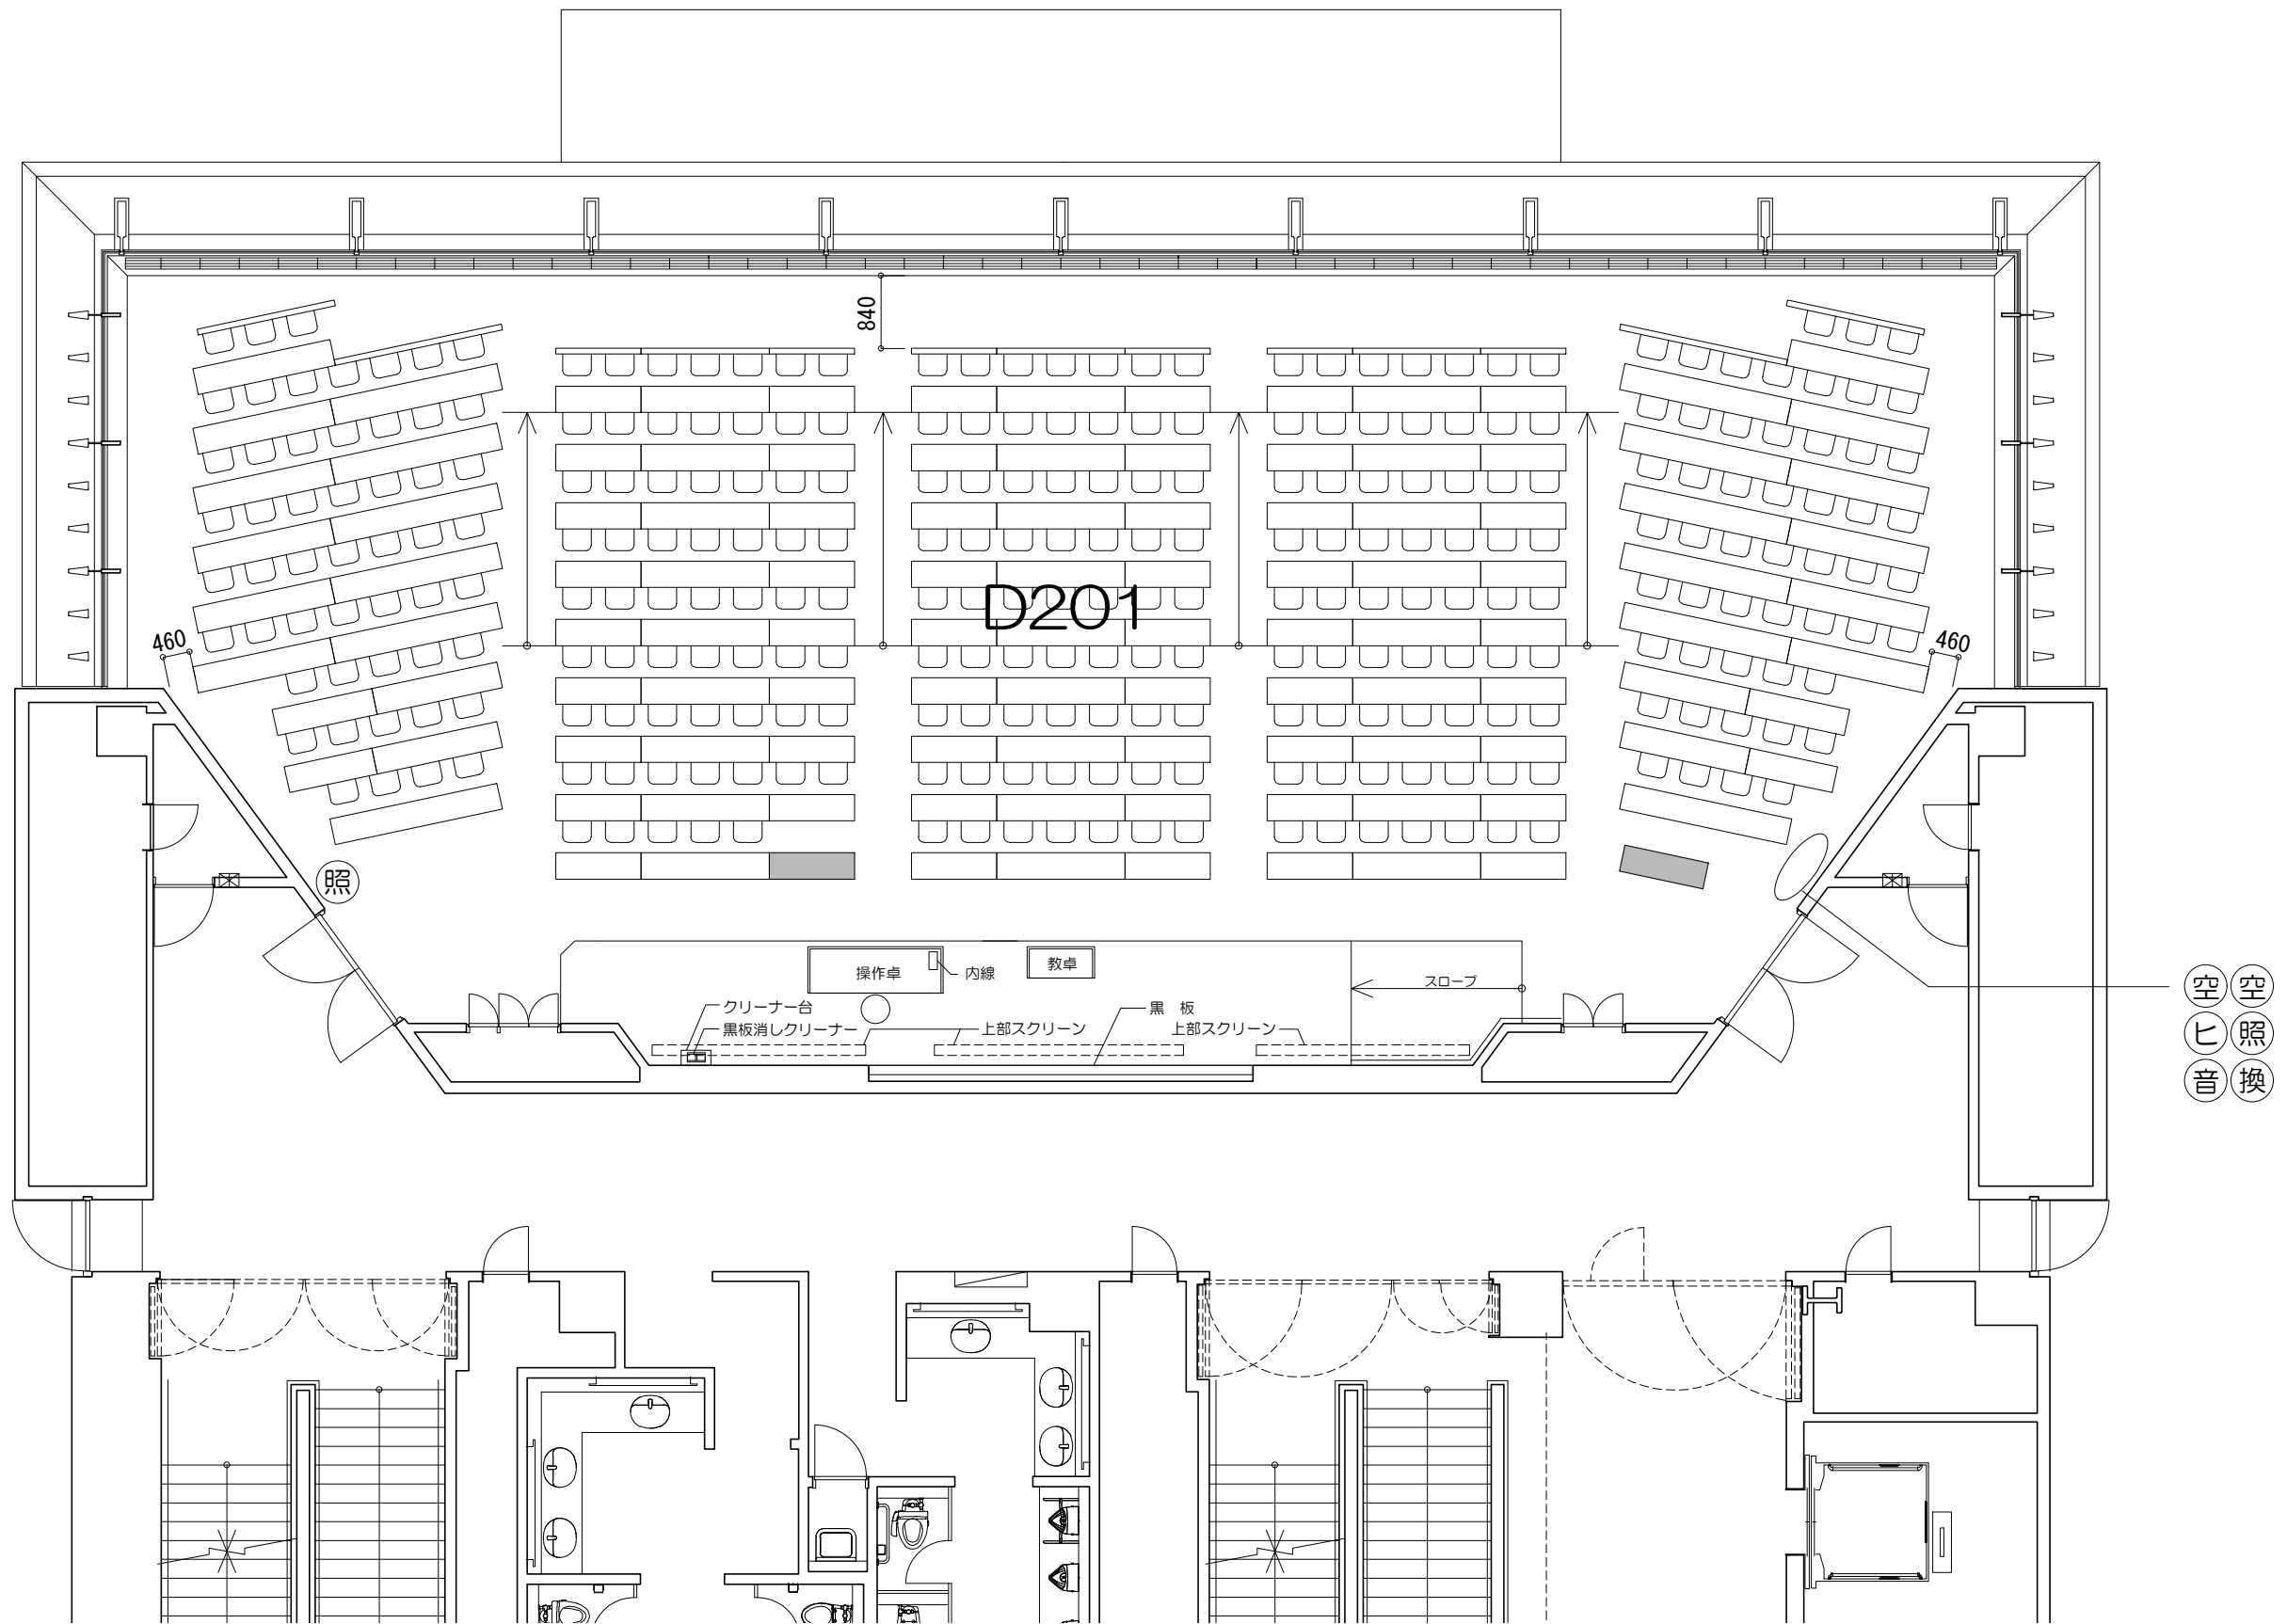 840
D201
460
460
照
操作卓
内線
教卓
スロープ
クリーナー台
黒 板
黒板消しクリーナー
上部スクリーン
上部スクリーン
空 空
ヒ 照
音 換